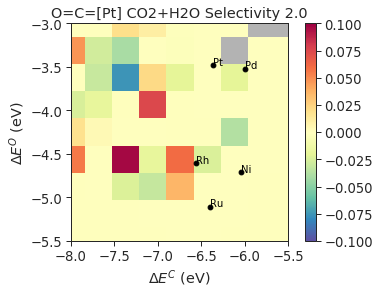 O=C=[Pt] CO2+H2O Selectivity 2.0
−3.0
−3.5
−4.0
−4.5
−5.0
−5.5
ΔE^O (eV)
Pt
Pd
Rh
Ni
Ru
−8.0 −7.5 −7.0 −6.5 −6.0 −5.5
ΔE^C (eV)
0.100
0.075
0.050
0.025
0.000
−0.025
−0.050
−0.075
−0.100